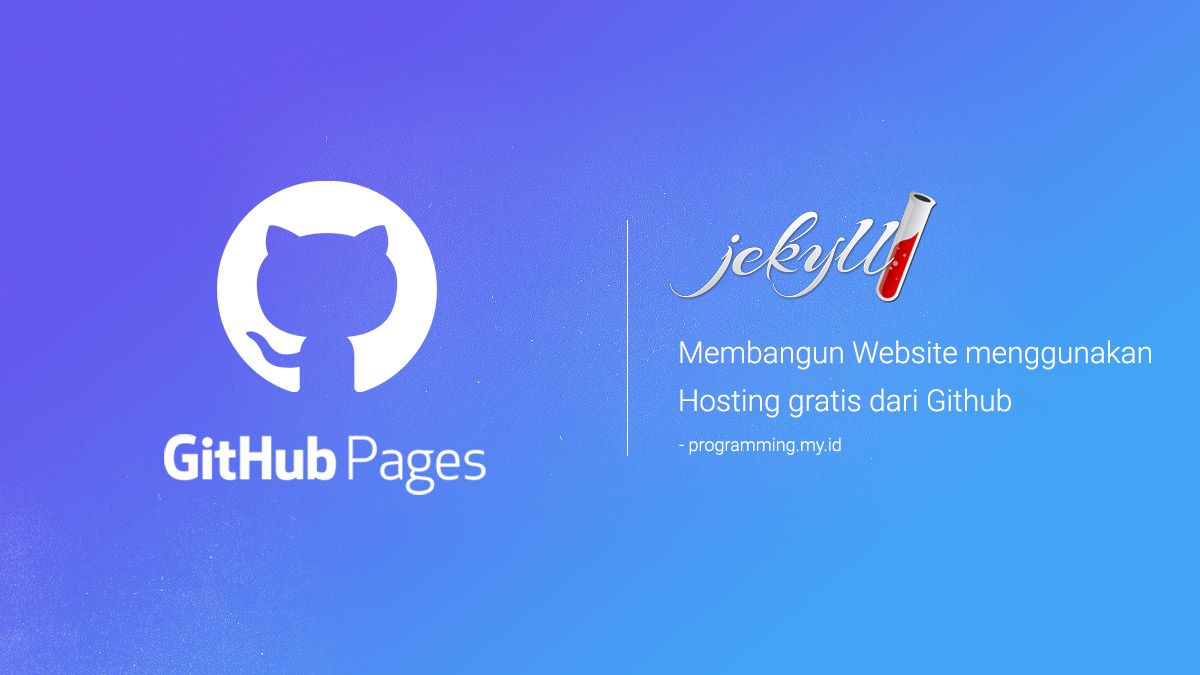 GitHub Pages
jekyll
Membangun Website menggunakan
Hosting gratis dari Github
- programming.my.id